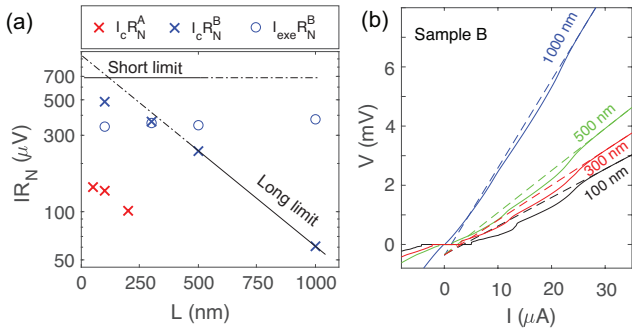 (a)
× I_cR_N^A × I_cR_N^B ○ I_exeR_N^B
700
500
300
100
50
IR_N (μV)
Short limit
Long limit
0 250 500 750 1000
L (nm)
(b)
Sample B
1000 nm
500 nm
300 nm
100 nm
6
4
2
0
V (mV)
0 10 20 30
I (μA)